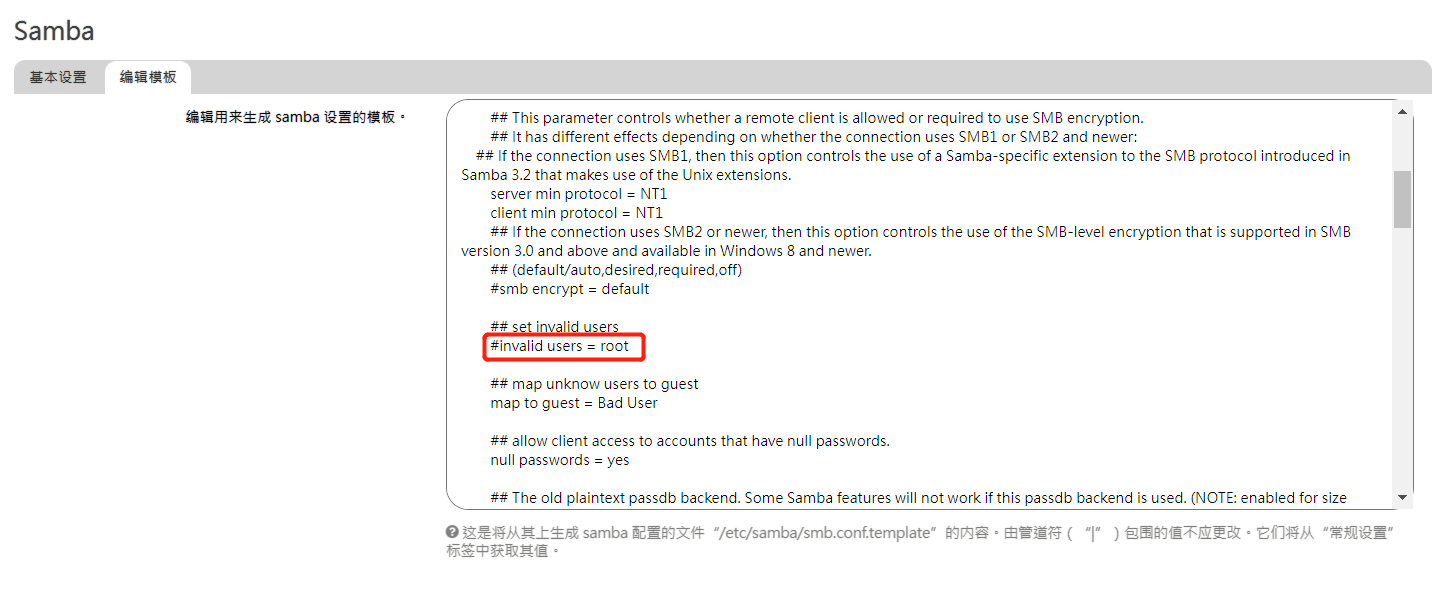 Samba
基本设置 编辑模板
编辑用来生成 samba 设置的模板。
## This parameter controls whether a remote client is allowed or required to use SMB encryption.
## It has different effects depending on whether the connection uses SMB1 or SMB2 and newer:
## If the connection uses SMB1, then this option controls the use of a Samba-specific extension to the SMB protocol introduced in
Samba 3.2 that makes use of the Unix extensions.
server min protocol = NT1
client min protocol = NT1
## If the connection uses SMB2 or newer, then this option controls the use of the SMB-level encryption that is supported in SMB
version 3.0 and above and available in Windows 8 and newer.
## (default/auto,desired,required,off)
#smb encrypt = default
## set invalid users
#invalid users = root
## map unknow users to guest
map to guest = Bad User
## allow client access to accounts that have null passwords.
null passwords = yes
## The old plaintext passdb backend. Some Samba features will not work if this passdb backend is used. (NOTE: enabled for size
这是将从其上生成 samba 配置的文件“/etc/samba/smb.conf.template”的内容。由管道符（“|”）包围的值不应更改。它们将从“常规设置”
标签中获取其值。